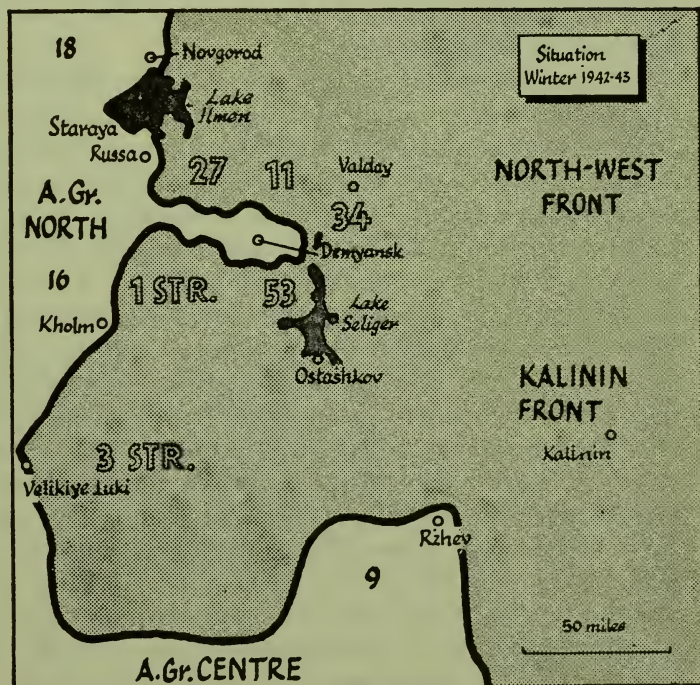 18
Novgorod
Situation
Winter 1942-43
Lake
Ilmen
Staraya
Russa
27
11
Valday
NORTH-WEST
FRONT
A.Gr.
NORTH
34
Demyansk
16
1 STR.
53
Lake
Seliger
Kholm
Ostashkov
KALININ
FRONT
Kalinin
3 STR.
Velikiye Luki
Rzhev
9
50 miles
A.Gr. CENTRE